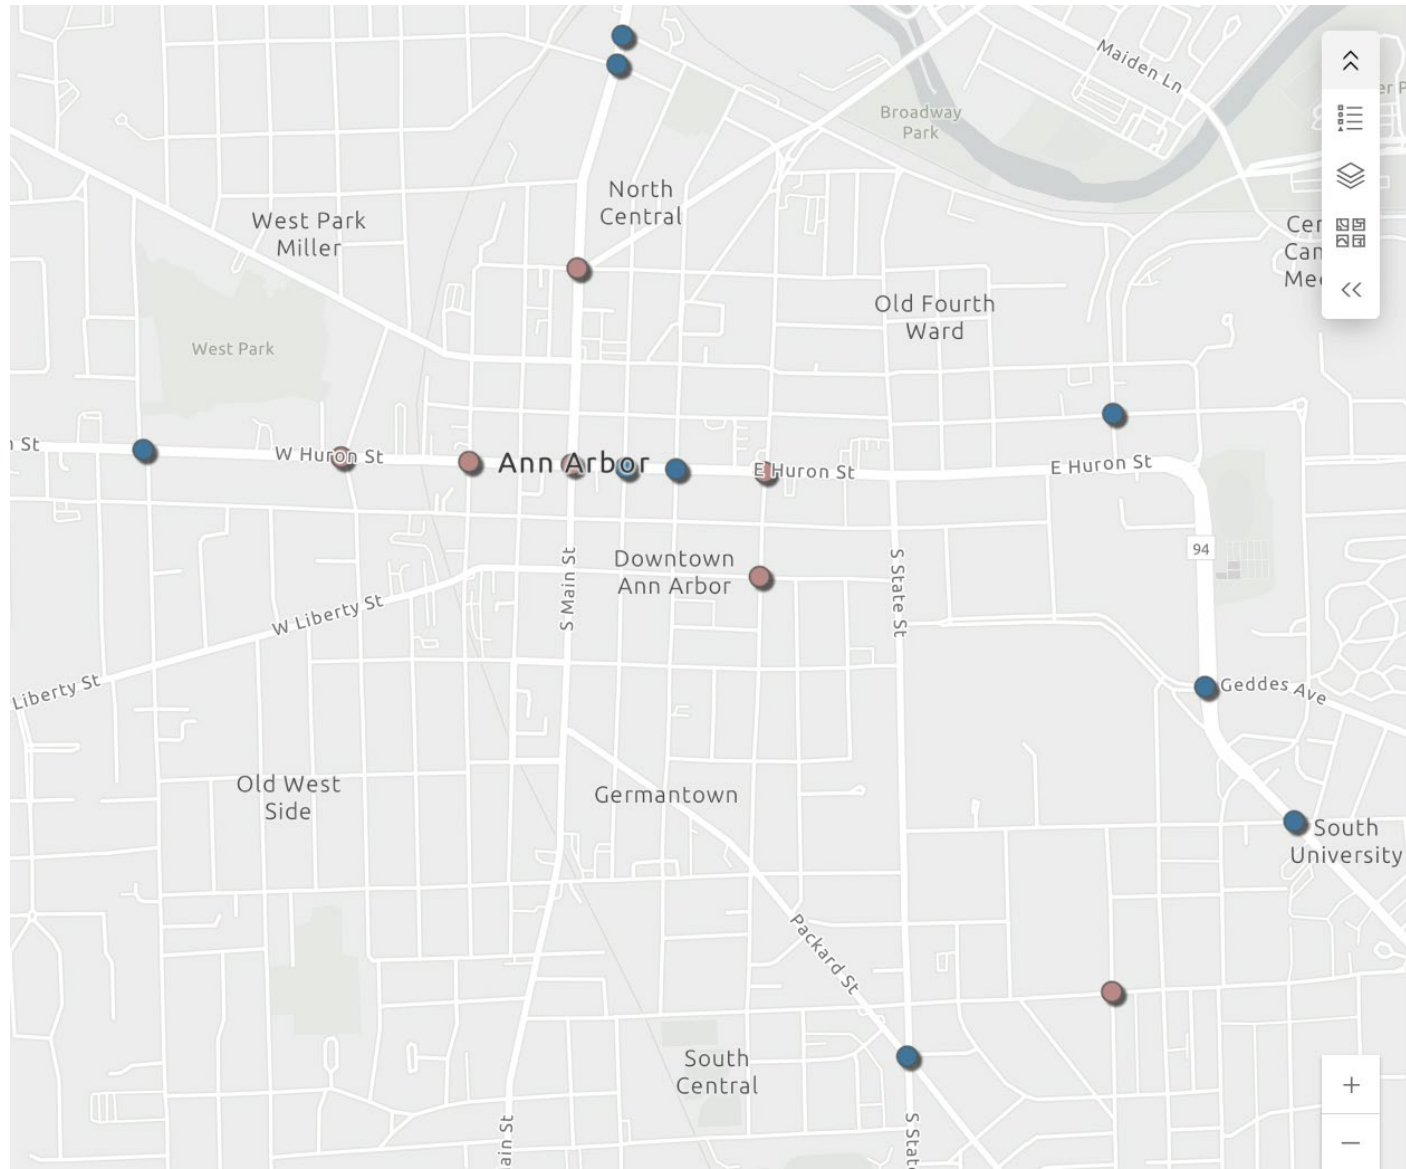 Maiden Ln
Broadway
Park
North
Central
West Park
Miller
Old Fourth
Ward
West Park
St
W Huron St
Ann Arbor
E Huron St
E Huron St
94
Downtown
Ann Arbor
S Main St
S State St
W Liberty St
Liberty St
Geddes Ave
Old West
Side
Germantown
South
University
Packard St
South
Central
ain St
S Stat